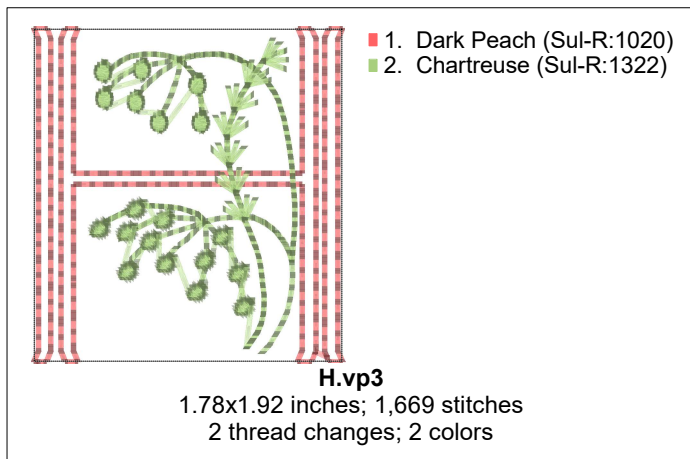 1. Dark Peach (Sul-R:1020)
2. Chartreuse (Sul-R:1322)
H.vp3
1.78x1.92 inches; 1,669 stitches
2 thread changes; 2 colors